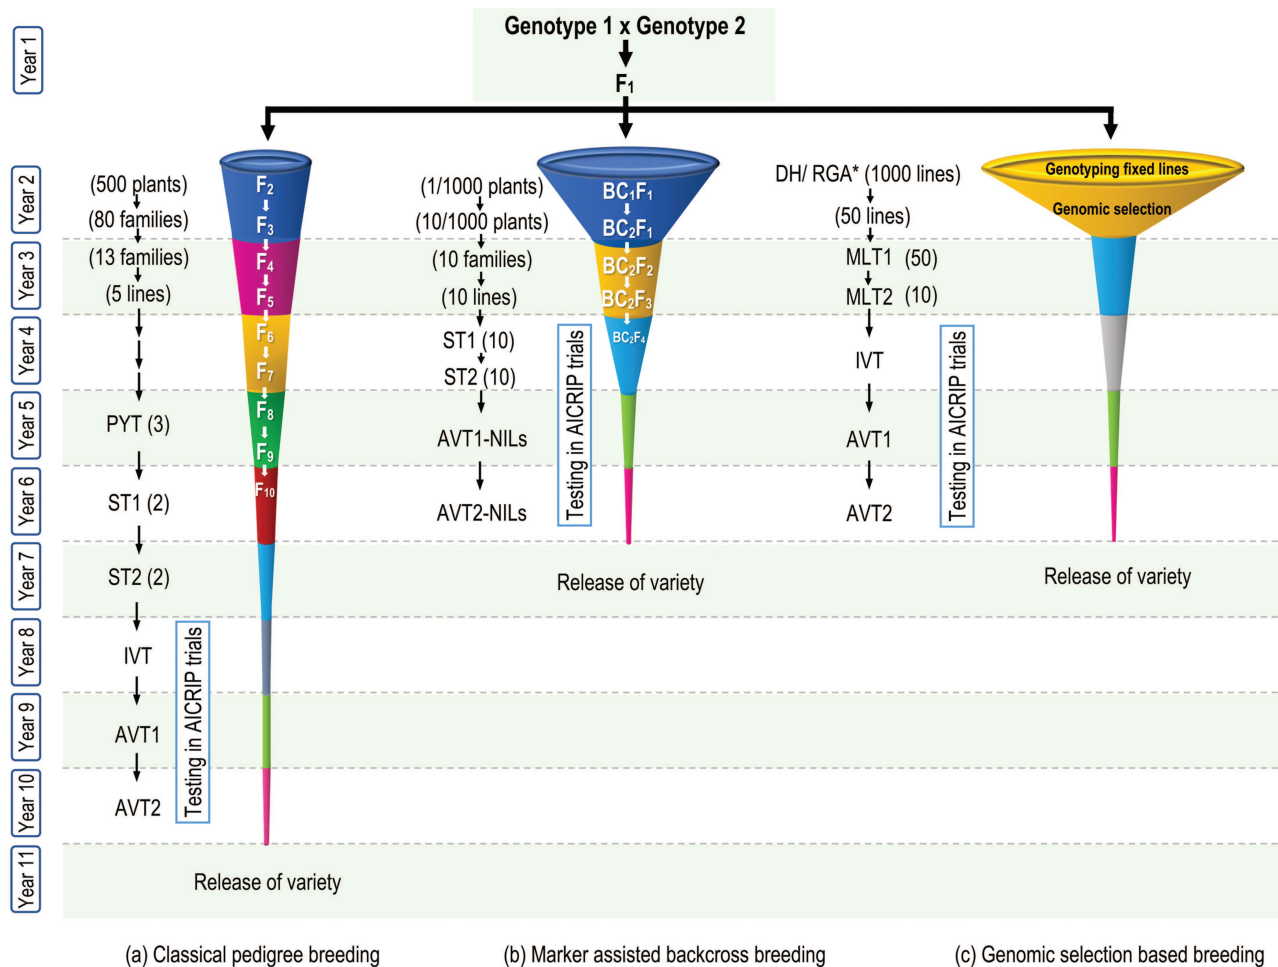 Year 1
Genotype 1 x Genotype 2
F1
Year 2
(500 plants)
(80 families)
F2
F3
(1/1000 plants)
(10/1000 plants)
BC1F1
BC2F1
DH/ RGA* (1000 lines)
(50 lines)
Genotyping fixed lines
Genomic selection
Year 3
(13 families)
(5 lines)
F4
F5
(10 families)
(10 lines)
BC2F2
BC2F3
MLT1 (50)
MLT2 (10)
Year 4
F6
F7
ST1 (10)
ST2 (10)
BC2F4
IVT
Year 5
PYT (3)
F8
F9
AVT1-NILs
AVT1
Year 6
ST1 (2)
F10
AVT2-NILs
AVT2
Testing in AICRIP trials
Testing in AICRIP trials
Year 7
ST2 (2)
Release of variety
Release of variety
Year 8
IVT
Year 9
AVT1
Year 10
AVT2
Testing in AICRIP trials
Year 11
Release of variety
(a) Classical pedigree breeding
(b) Marker assisted backcross breeding
(c) Genomic selection based breeding